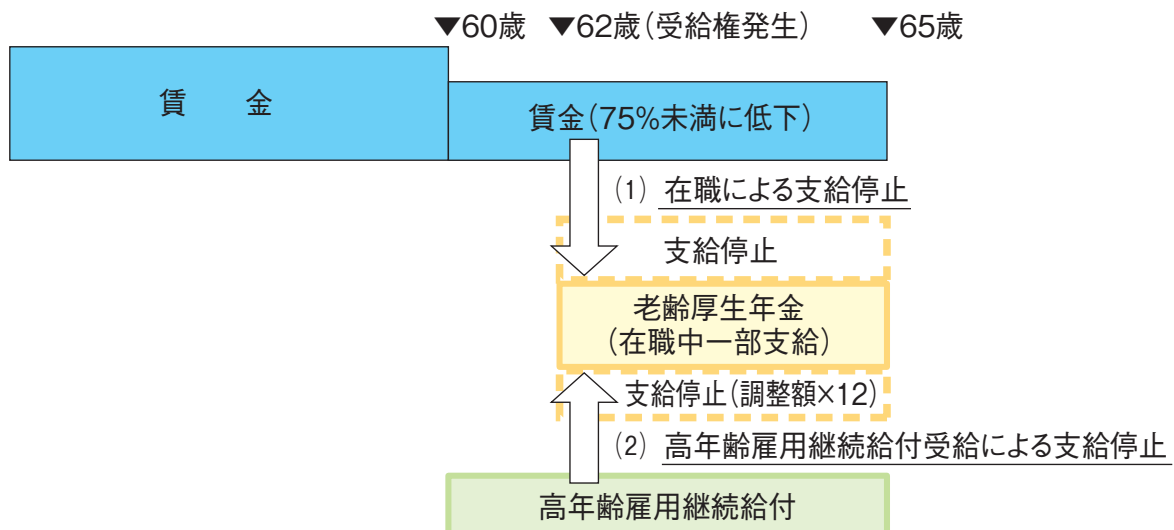 ▼60歳 ▼62歳(受給権発生) ▼65歳
賃 金
賃金(75%未満に低下)
(1) 在職による支給停止
支給停止
老齢厚生年金
(在職中一部支給)
支給停止(調整額×12)
(2) 高年齢雇用継続給付受給による支給停止
高年齢雇用継続給付